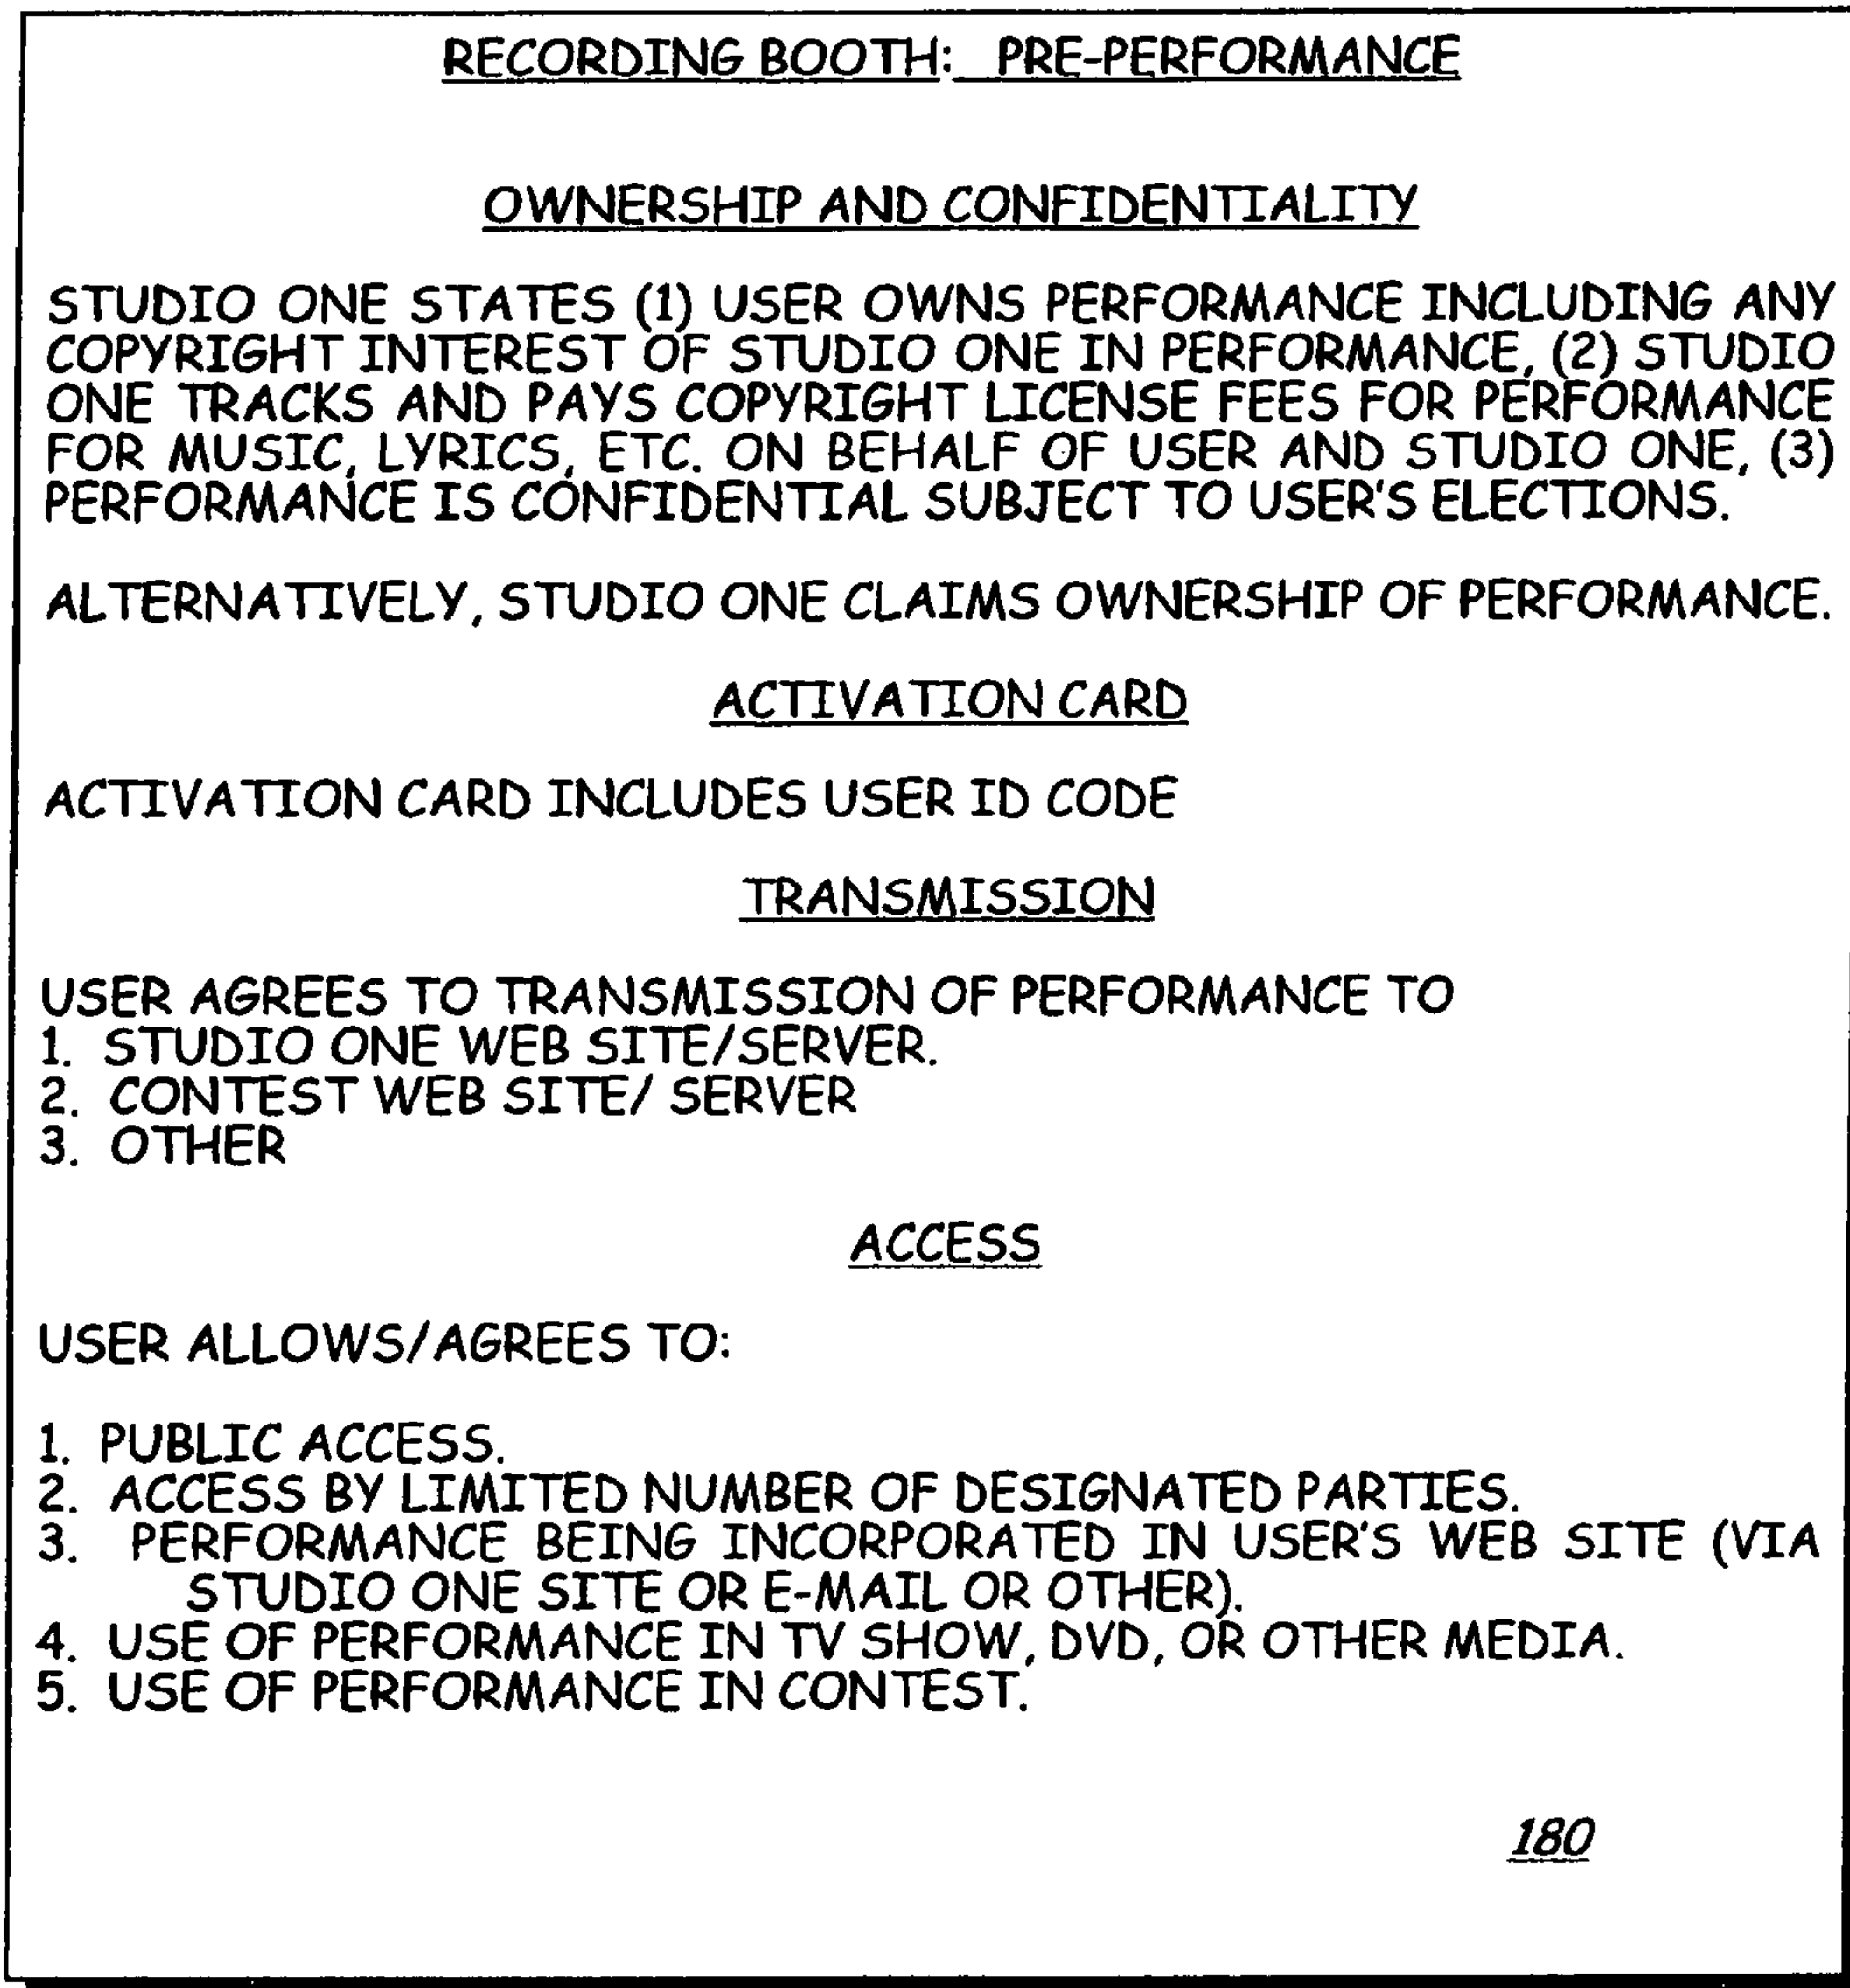 RECORDING BOOTH: PRE-PERFORMANCE
OWNERSHIP AND CONFIDENTIALITY
STUDIO ONE STATES (1) USER OWNS PERFORMANCE INCLUDING ANY
COPYRIGHT INTEREST OF STUDIO ONE IN PERFORMANCE, (2) STUDIO
ONE TRACKS AND PAYS COPYRIGHT LICENSE FEES FOR PERFORMANCE
FOR MUSIC, LYRICS, ETC. ON BEHALF OF USER AND STUDIO ONE, (3)
PERFORMANCE IS CONFIDENTIAL SUBJECT TO USER'S ELECTIONS.
ALTERNATIVELY, STUDIO ONE CLAIMS OWNERSHIP OF PERFORMANCE.
ACTIVATION CARD
ACTIVATION CARD INCLUDES USER ID CODE
TRANSMISSION
USER AGREES TO TRANSMISSION OF PERFORMANCE TO
1. STUDIO ONE WEB SITE/SERVER.
2. CONTEST WEB SITE/ SERVER
3. OTHER
ACCESS
USER ALLOWS/AGREES TO:
1. PUBLIC ACCESS.
2. ACCESS BY LIMITED NUMBER OF DESIGNATED PARTIES.
3. PERFORMANCE BEING INCORPORATED IN USER'S WEB SITE (VIA
STUDIO ONE SITE OR E-MAIL OR OTHER).
4. USE OF PERFORMANCE IN TV SHOW, DVD, OR OTHER MEDIA.
5. USE OF PERFORMANCE IN CONTEST.
180